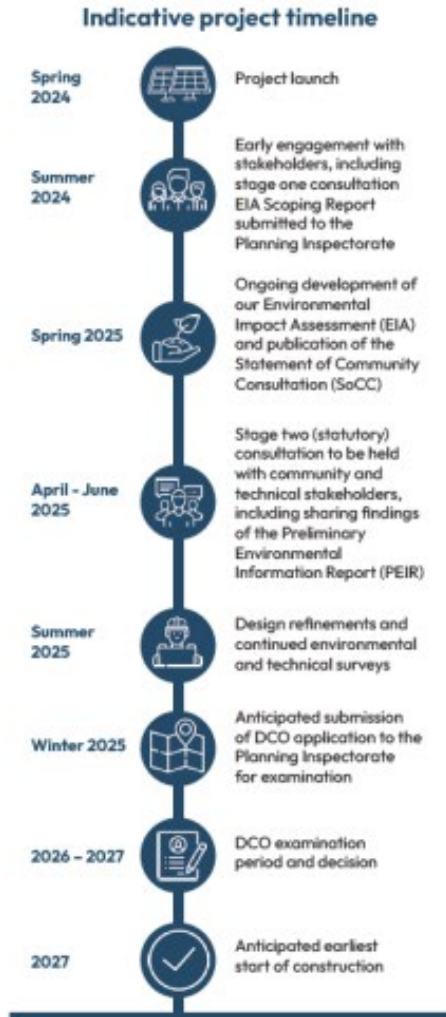 Indicative project timeline
Spring
2024
Project launch
Summer
2024
Early engagement with
stakeholders, including
stage one consultation
EIA Scoping Report
submitted to the
Planning Inspectorate
Spring 2025
Ongoing development of
our Environmental
Impact Assessment (EIA)
and publication of the
Statement of Community
Consultation (SoCC)
April - June
2025
Stage two (statutory)
consultation to be held
with community and
technical stakeholders,
including sharing findings
of the Preliminary
Environmental
Information Report (PEIR)
Summer
2025
Design refinements and
continued environmental
and technical surveys
Winter 2025
Anticipated submission
of DCO application to the
Planning Inspectorate
for examination
2026 – 2027
DCO examination
period and decision
2027
Anticipated earliest
start of construction